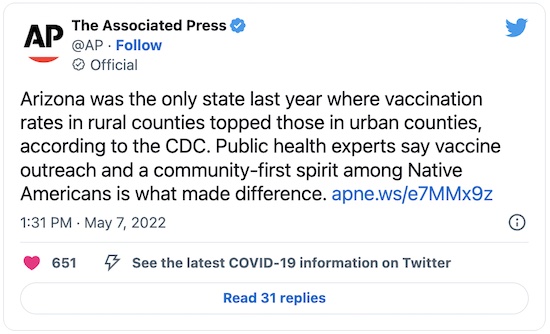 AP
The Associated Press
@AP · Follow
Official
Arizona was the only state last year where vaccination
rates in rural counties topped those in urban counties,
according to the CDC. Public health experts say vaccine
outreach and a community-first spirit among Native
Americans is what made difference. apne.ws/e7MMx9z
1:31 PM · May 7, 2022
651 See the latest COVID-19 information on Twitter
Read 31 replies